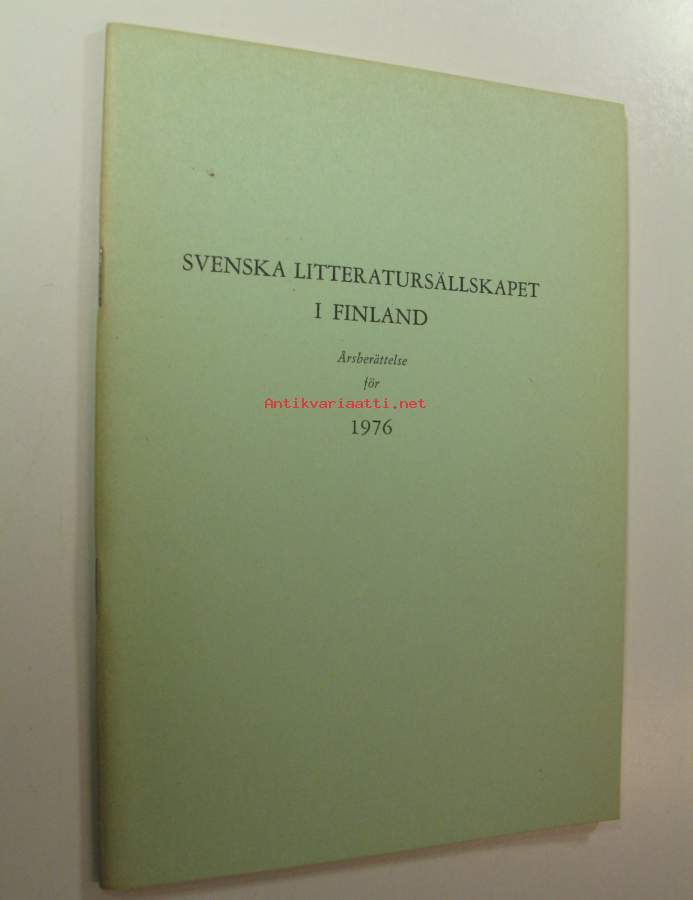 SVENSKA LITTERATURSÄLLSKAPET
I FINLAND
Årsberättelse
för
Antikvariaatti.net
1976